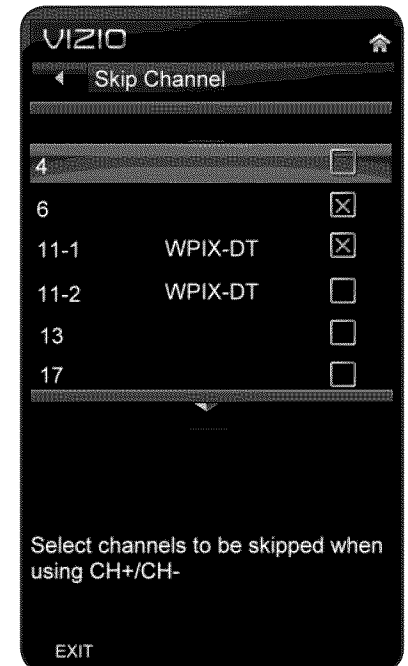 VIZIO
Skip Channel
4
6
11-1 WPIX-DT
11-2 WPIX-DT
13
17
Select channels to be skipped when
using CH+/CH-
EXIT